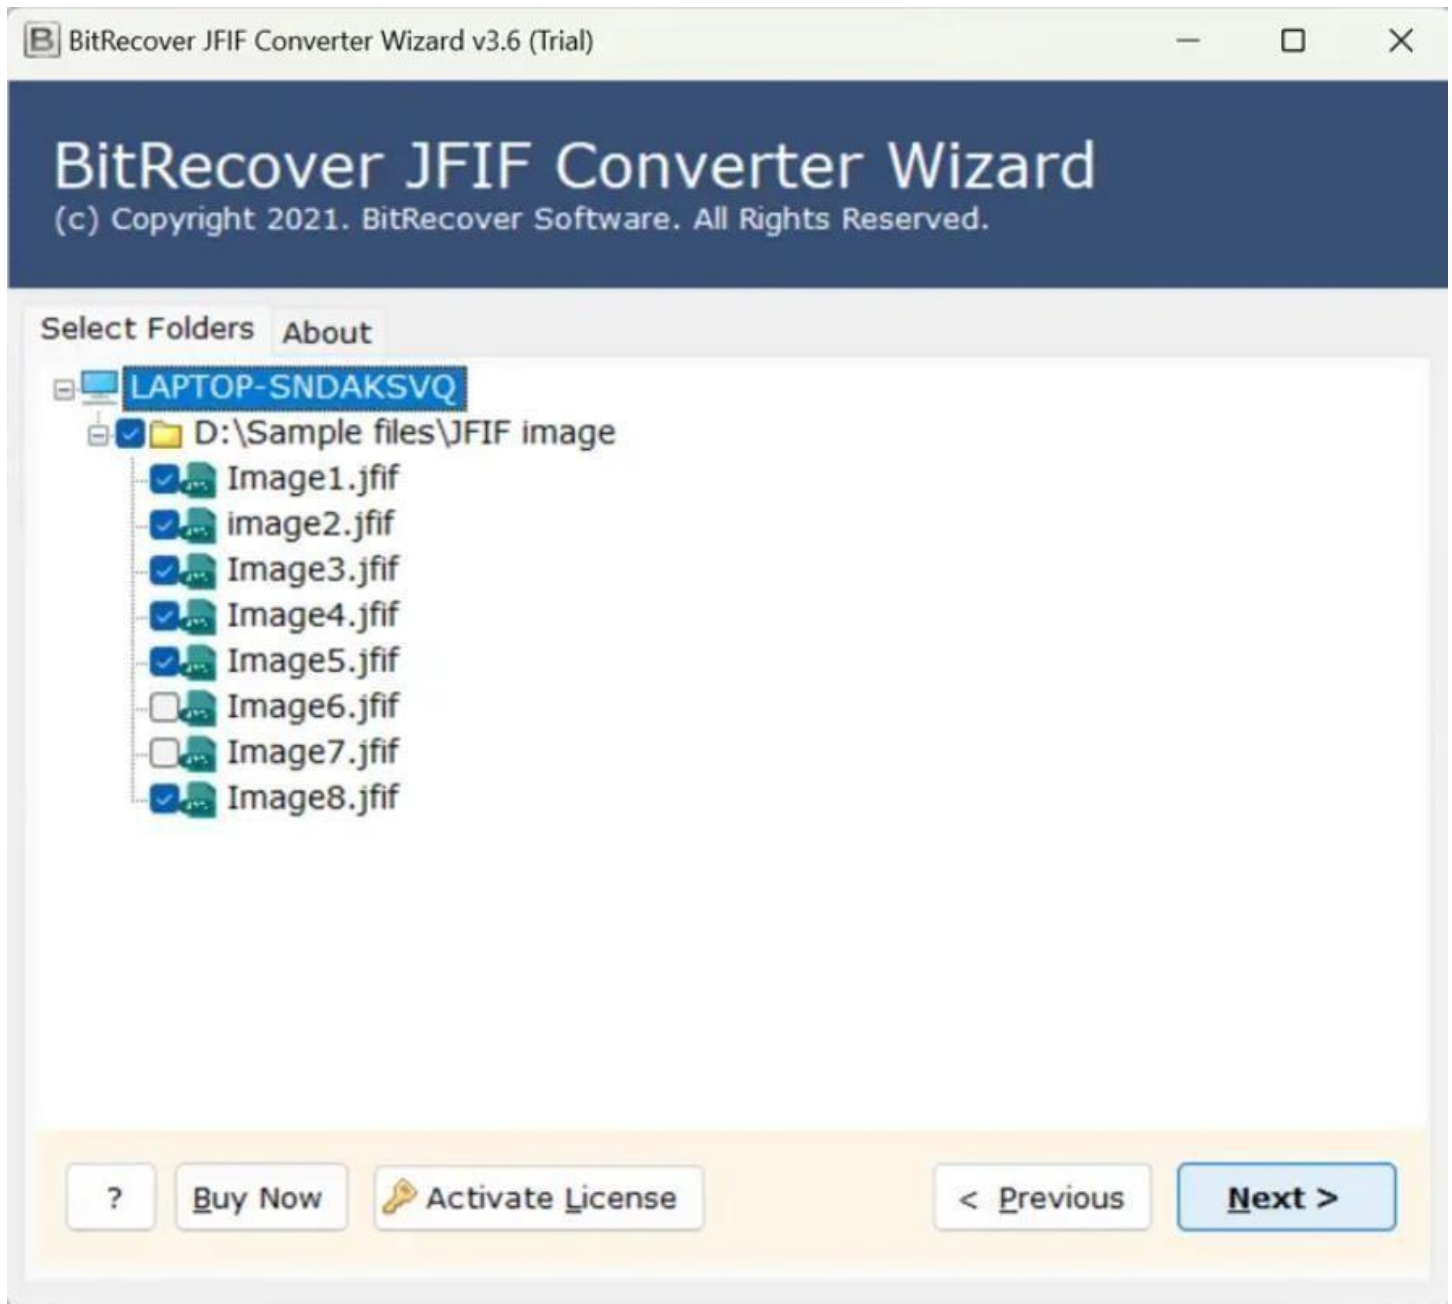 BitRecover JFIF Converter Wizard v3.6 (Trial)
BitRecover JFIF Converter Wizard
(c) Copyright 2021. BitRecover Software. All Rights Reserved.
Select Folders About
LAPTOP-SNDAKSVQ
D:\Sample files\JFIF image
Image1.jfif
image2.jfif
Image3.jfif
Image4.jfif
Image5.jfif
Image6.jfif
Image7.jfif
Image8.jfif
? Buy Now Activate License < Previous Next >